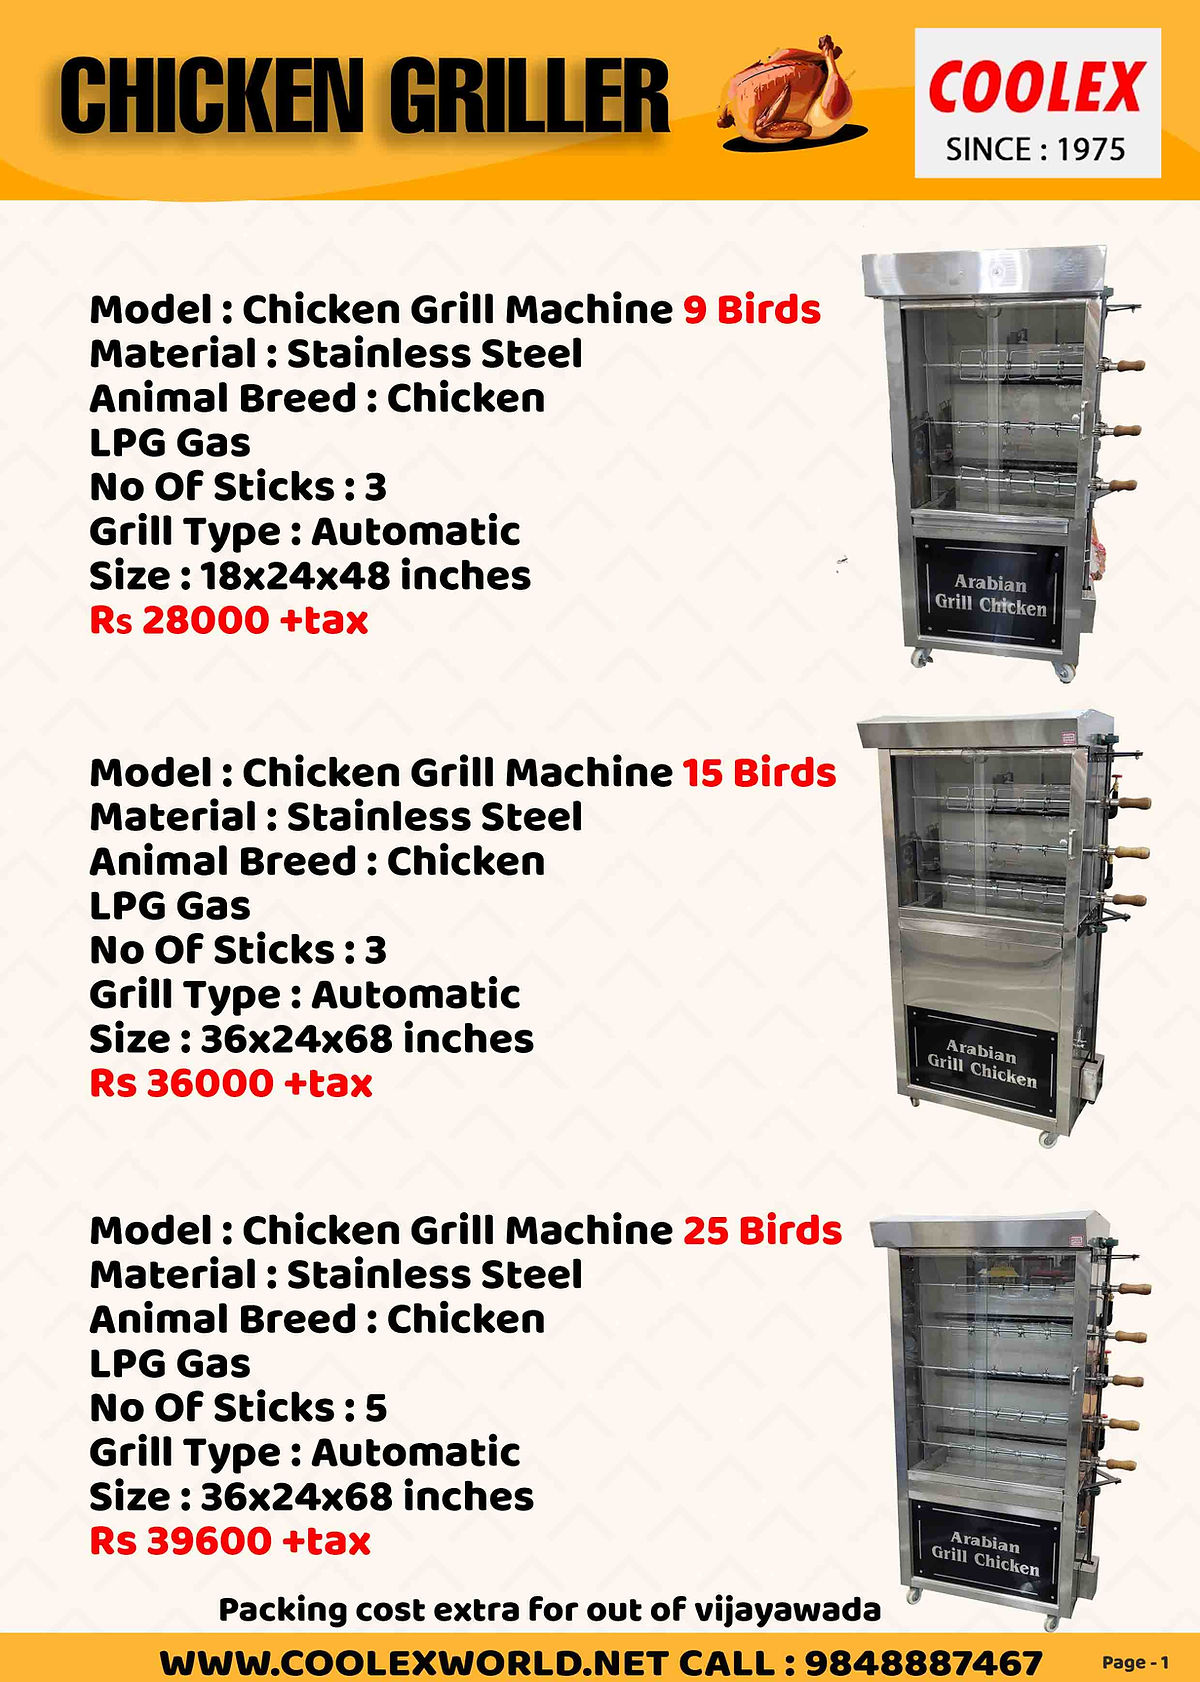 CHICKEN GRILLER
COOLEX
SINCE : 1975
Model : Chicken Grill Machine 9 Birds
Material : Stainless Steel
Animal Breed : Chicken
LPG Gas
No Of Sticks : 3
Grill Type : Automatic
Size : 18x24x48 inches
Rs 28000 +tax
Arabian
Grill Chicken
Model : Chicken Grill Machine 15 Birds
Material : Stainless Steel
Animal Breed : Chicken
LPG Gas
No Of Sticks : 3
Grill Type : Automatic
Size : 36x24x68 inches
Rs 36000 +tax
Arabian
Grill Chicken
Model : Chicken Grill Machine 25 Birds
Material : Stainless Steel
Animal Breed : Chicken
LPG Gas
No Of Sticks : 5
Grill Type : Automatic
Size : 36x24x68 inches
Rs 39600 +tax
Arabian
Grill Chicken
Packing cost extra for out of vijayawada
WWW.COOLEXWORLD.NET CALL : 9848887467
Page - 1